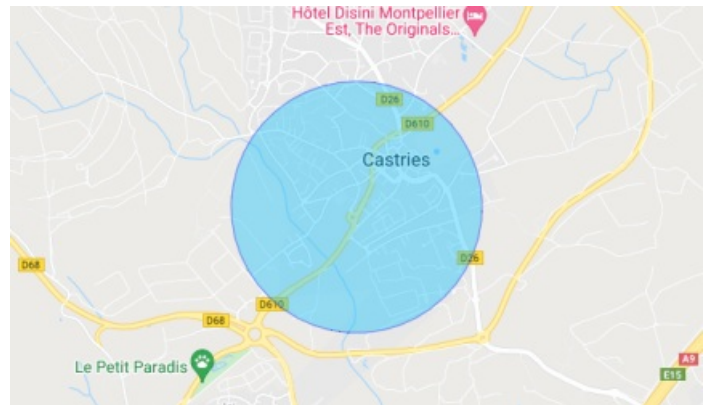 Hôtel Disini Montpellier
Est, The Originals...
D26
D610
Castries
D68
D26
D610
D68
Le Petit Paradis
A9
E15